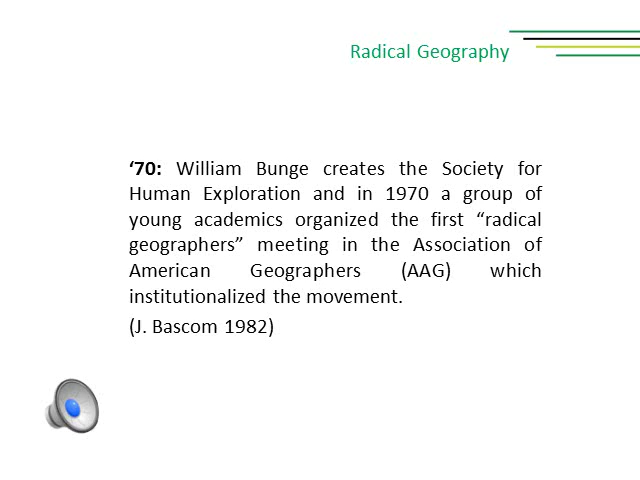 Radical Geography
‘70: William Bunge creates the Society for
Human Exploration and in 1970 a group of
young academics organized the first “radical
geographers” meeting in the Association of
American Geographers (AAG) which
institutionalized the movement.
(J. Bascom 1982)